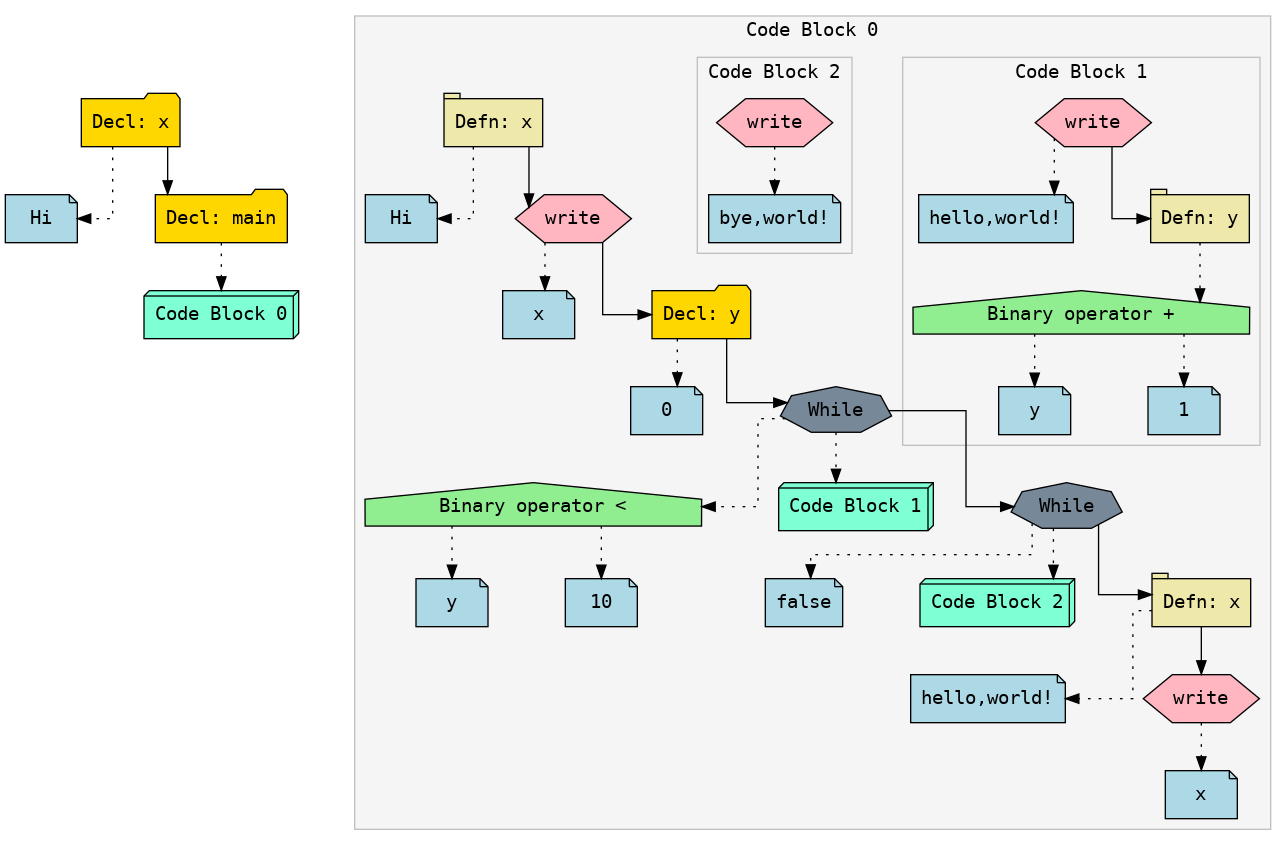 Code Block 0
Code Block 2
Code Block 1
Decl: x
Defn: x
write
write
Hi
Decl: main
Hi
write
bye,world!
hello,world!
Defn: y
Code Block 0
x
Decl: y
Binary operator +
0
While
y
1
Binary operator <
Code Block 1
While
y
10
false
Code Block 2
Defn: x
hello,world!
write
x